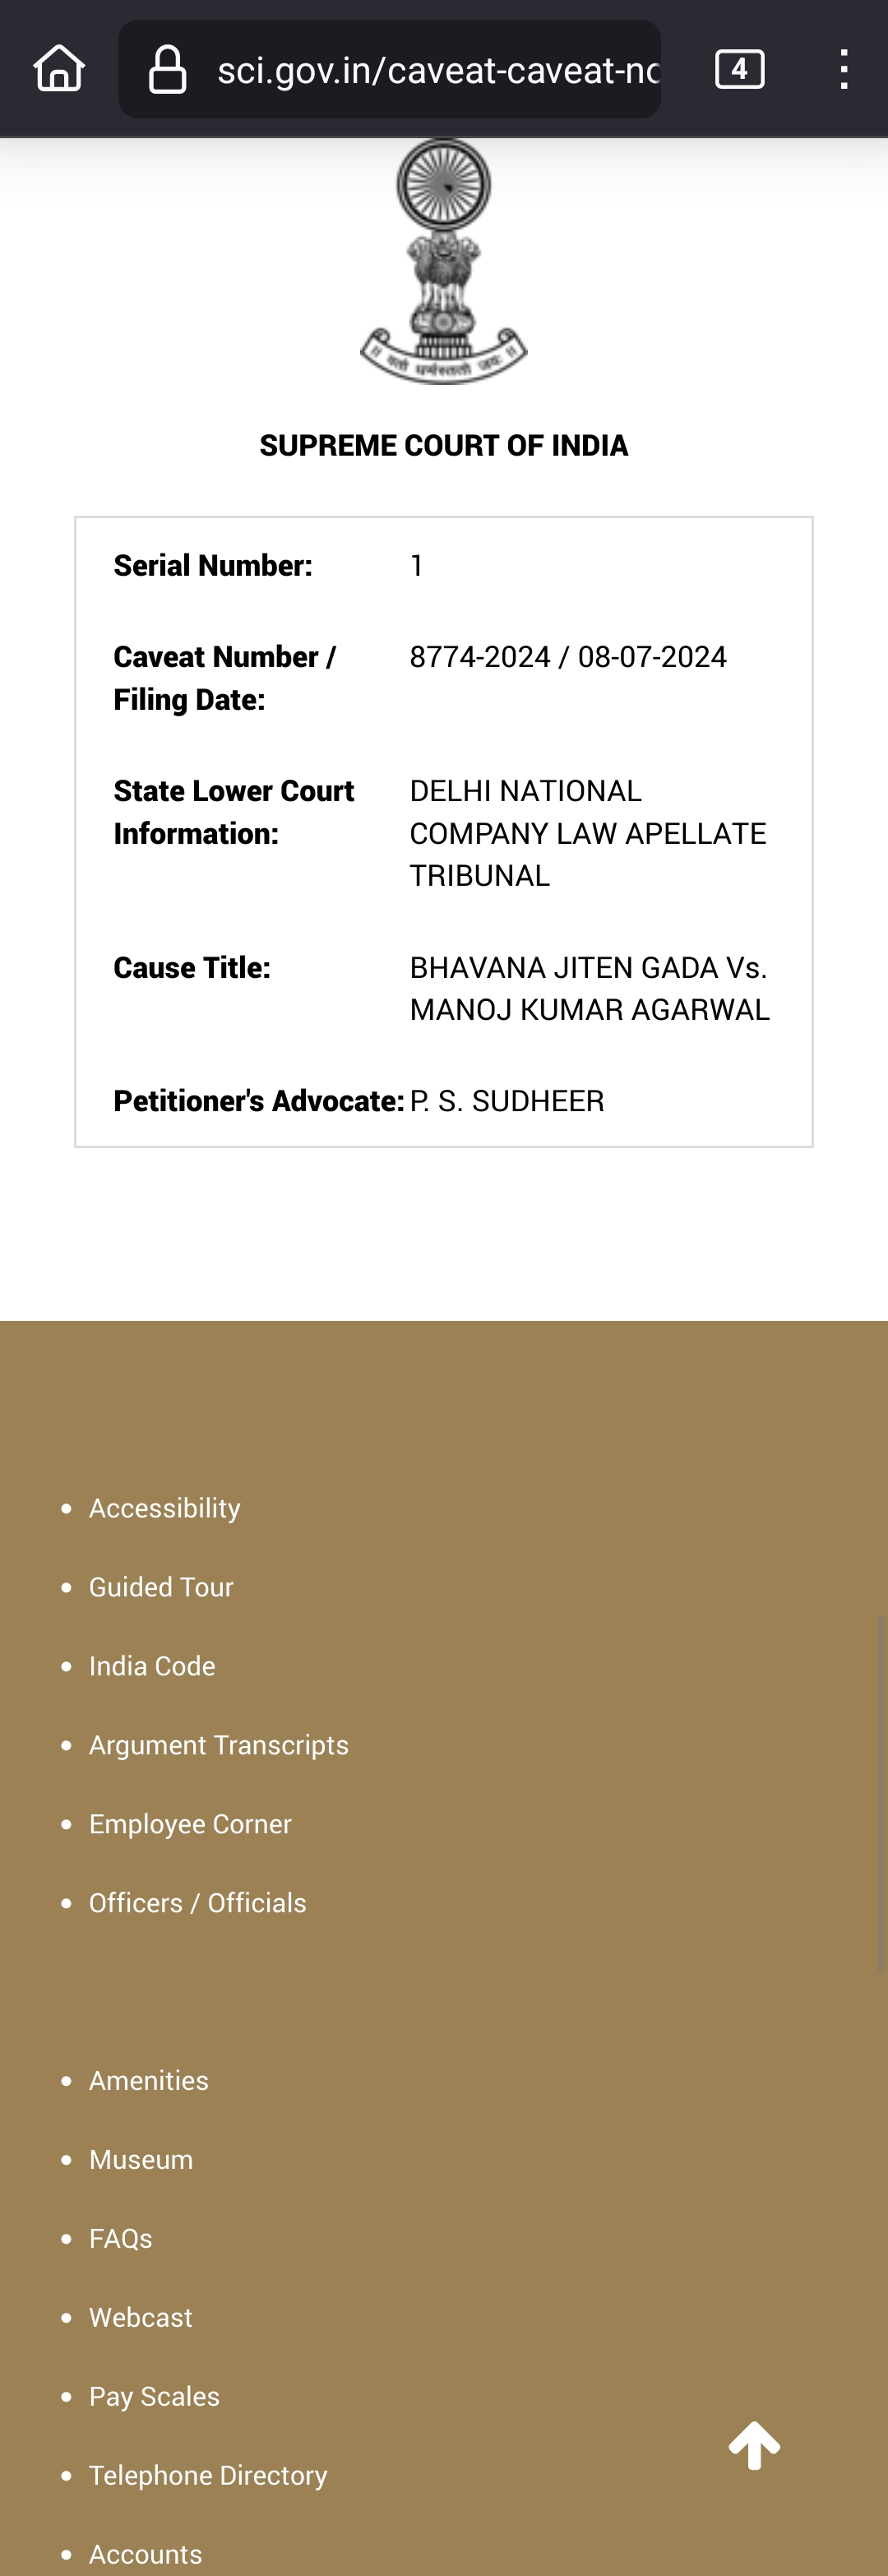 sci.gov.in/caveat-caveat-no
4
॥ यतो धर्मस्ततो जयः ॥
SUPREME COURT OF INDIA
Serial Number: 1
Caveat Number / 8774-2024 / 08-07-2024
Filing Date:
State Lower Court DELHI NATIONAL
Information: COMPANY LAW APELLATE
TRIBUNAL
Cause Title: BHAVANA JITEN GADA Vs.
MANOJ KUMAR AGARWAL
Petitioner's Advocate: P. S. SUDHEER
Accessibility
Guided Tour
India Code
Argument Transcripts
Employee Corner
Officers / Officials
Amenities
Museum
FAQs
Webcast
Pay Scales
Telephone Directory
Accounts